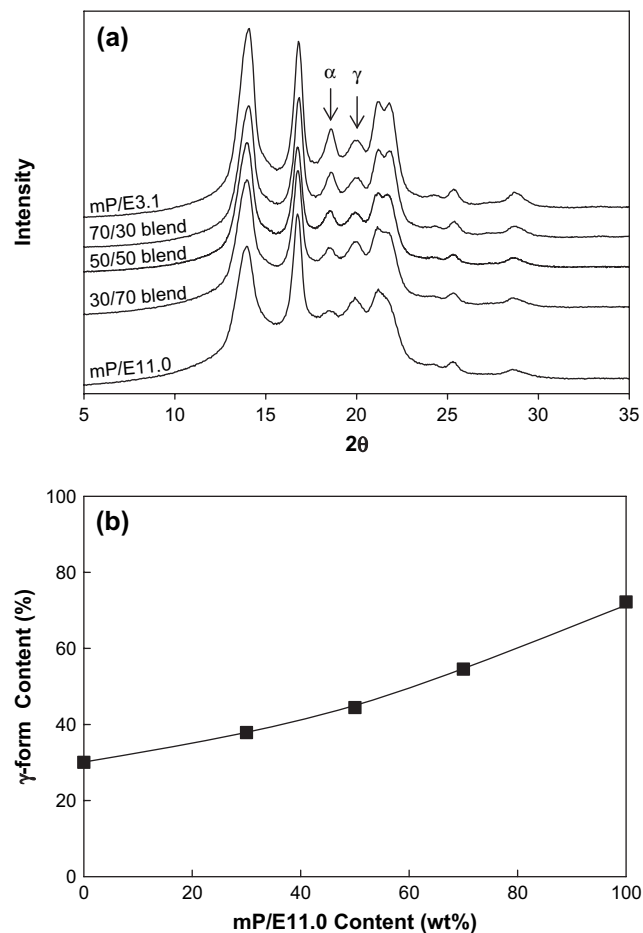 (a)
α
γ
Intensity
mP/E3.1
70/30 blend
50/50 blend
30/70 blend
mP/E11.0
5
10
15
20
25
30
35
2θ
(b)
100
80
60
40
20
0
γ-form Content (%)
0
20
40
60
80
100
mP/E11.0 Content (wt%)